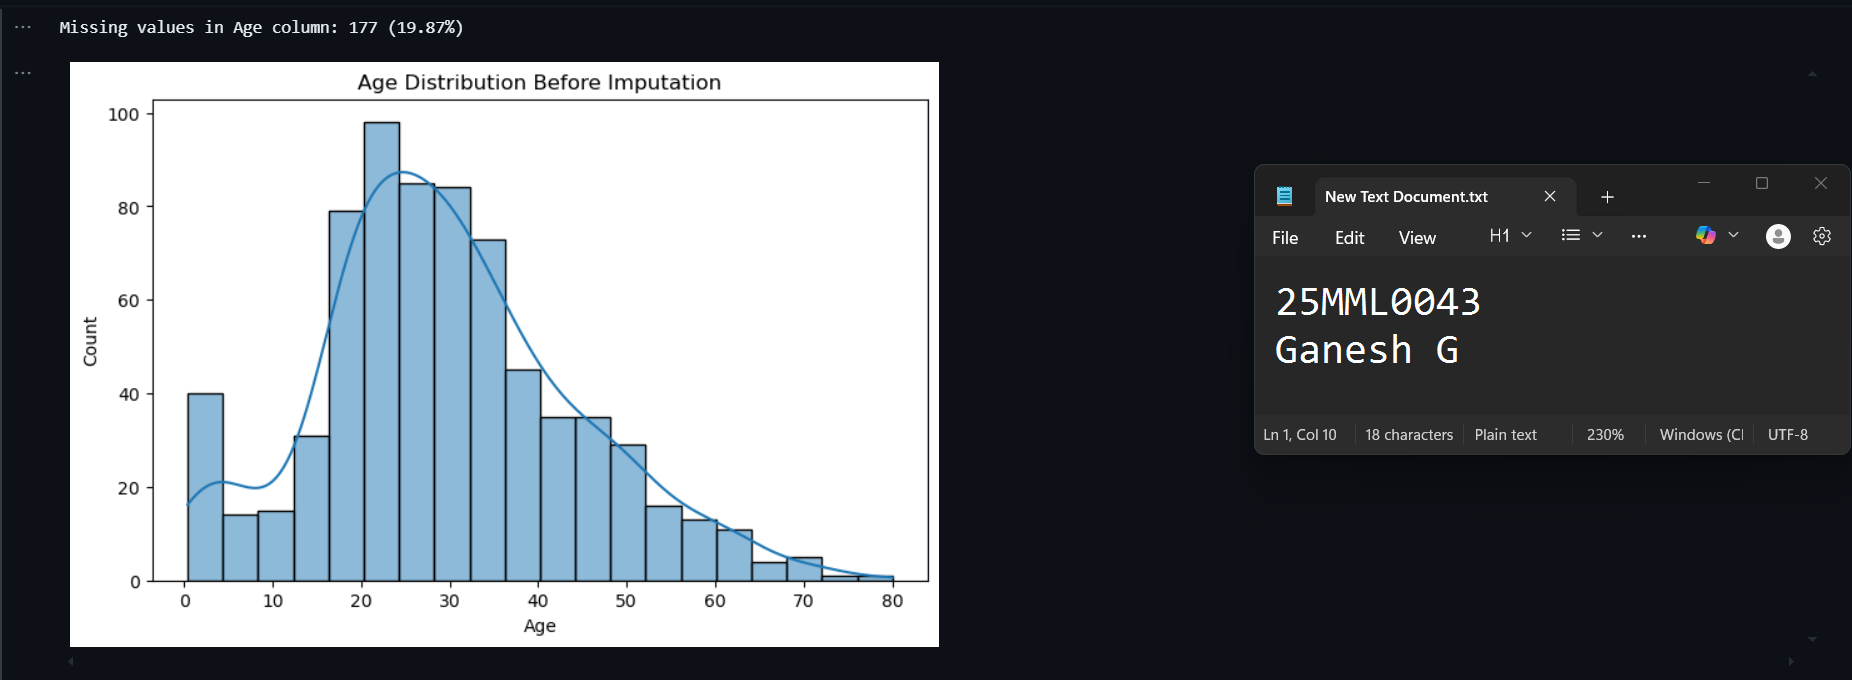 Missing values in Age column: 177 (19.87%)
Age Distribution Before Imputation
100
80
60
40
20
0
Count
0 10 20 30 40 50 60 70 80
Age
New Text Document.txt
File Edit View H1
25MML0043
Ganesh G
Ln 1, Col 10 18 characters Plain text 230% Windows (Cl UTF-8